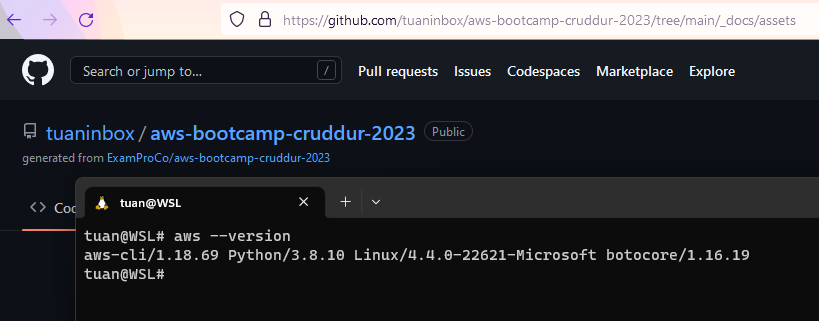 https://github.com/tuaninbox/aws-bootcamp-cruddur-2023/tree/main/_docs/assets
Search or jump to... / Pull requests Issues Codespaces Marketplace Explore
tuaninbox / aws-bootcamp-cruddur-2023 Public
generated from ExamProCo/aws-bootcamp-cruddur-2023
<> Coc
tuan@WSL
tuan@WSL# aws --version
aws-cli/1.18.69 Python/3.8.10 Linux/4.4.0-22621-Microsoft botocore/1.16.19
tuan@WSL#